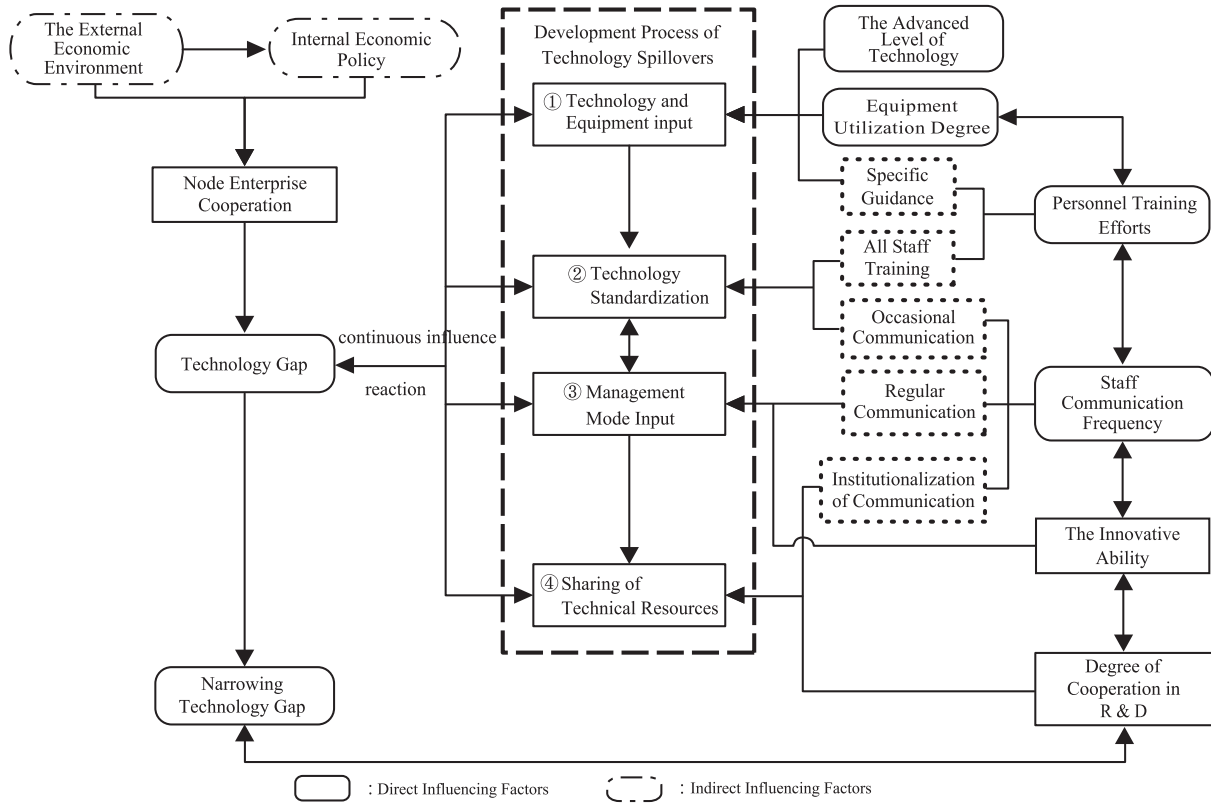 The External
Economic
Environment
Internal Economic
Policy
Node Enterprise
Cooperation
Technology Gap
continuous influence
reaction
Narrowing
Technology Gap
Development Process of
Technology Spillovers
① Technology and
Equipment input
② Technology
Standardization
③ Management
Mode Input
④ Sharing of
Technical Resources
The Advanced
Level of
Technology
Equipment
Utilization Degree
Specific
Guidance
All Staff
Training
Occasional
Communication
Regular
Communication
Institutionalization
of Communication
Personnel Training
Efforts
Staff
Communication
Frequency
The Innovative
Ability
Degree of
Cooperation in
R & D
: Direct Influencing Factors
: Indirect Influencing Factors